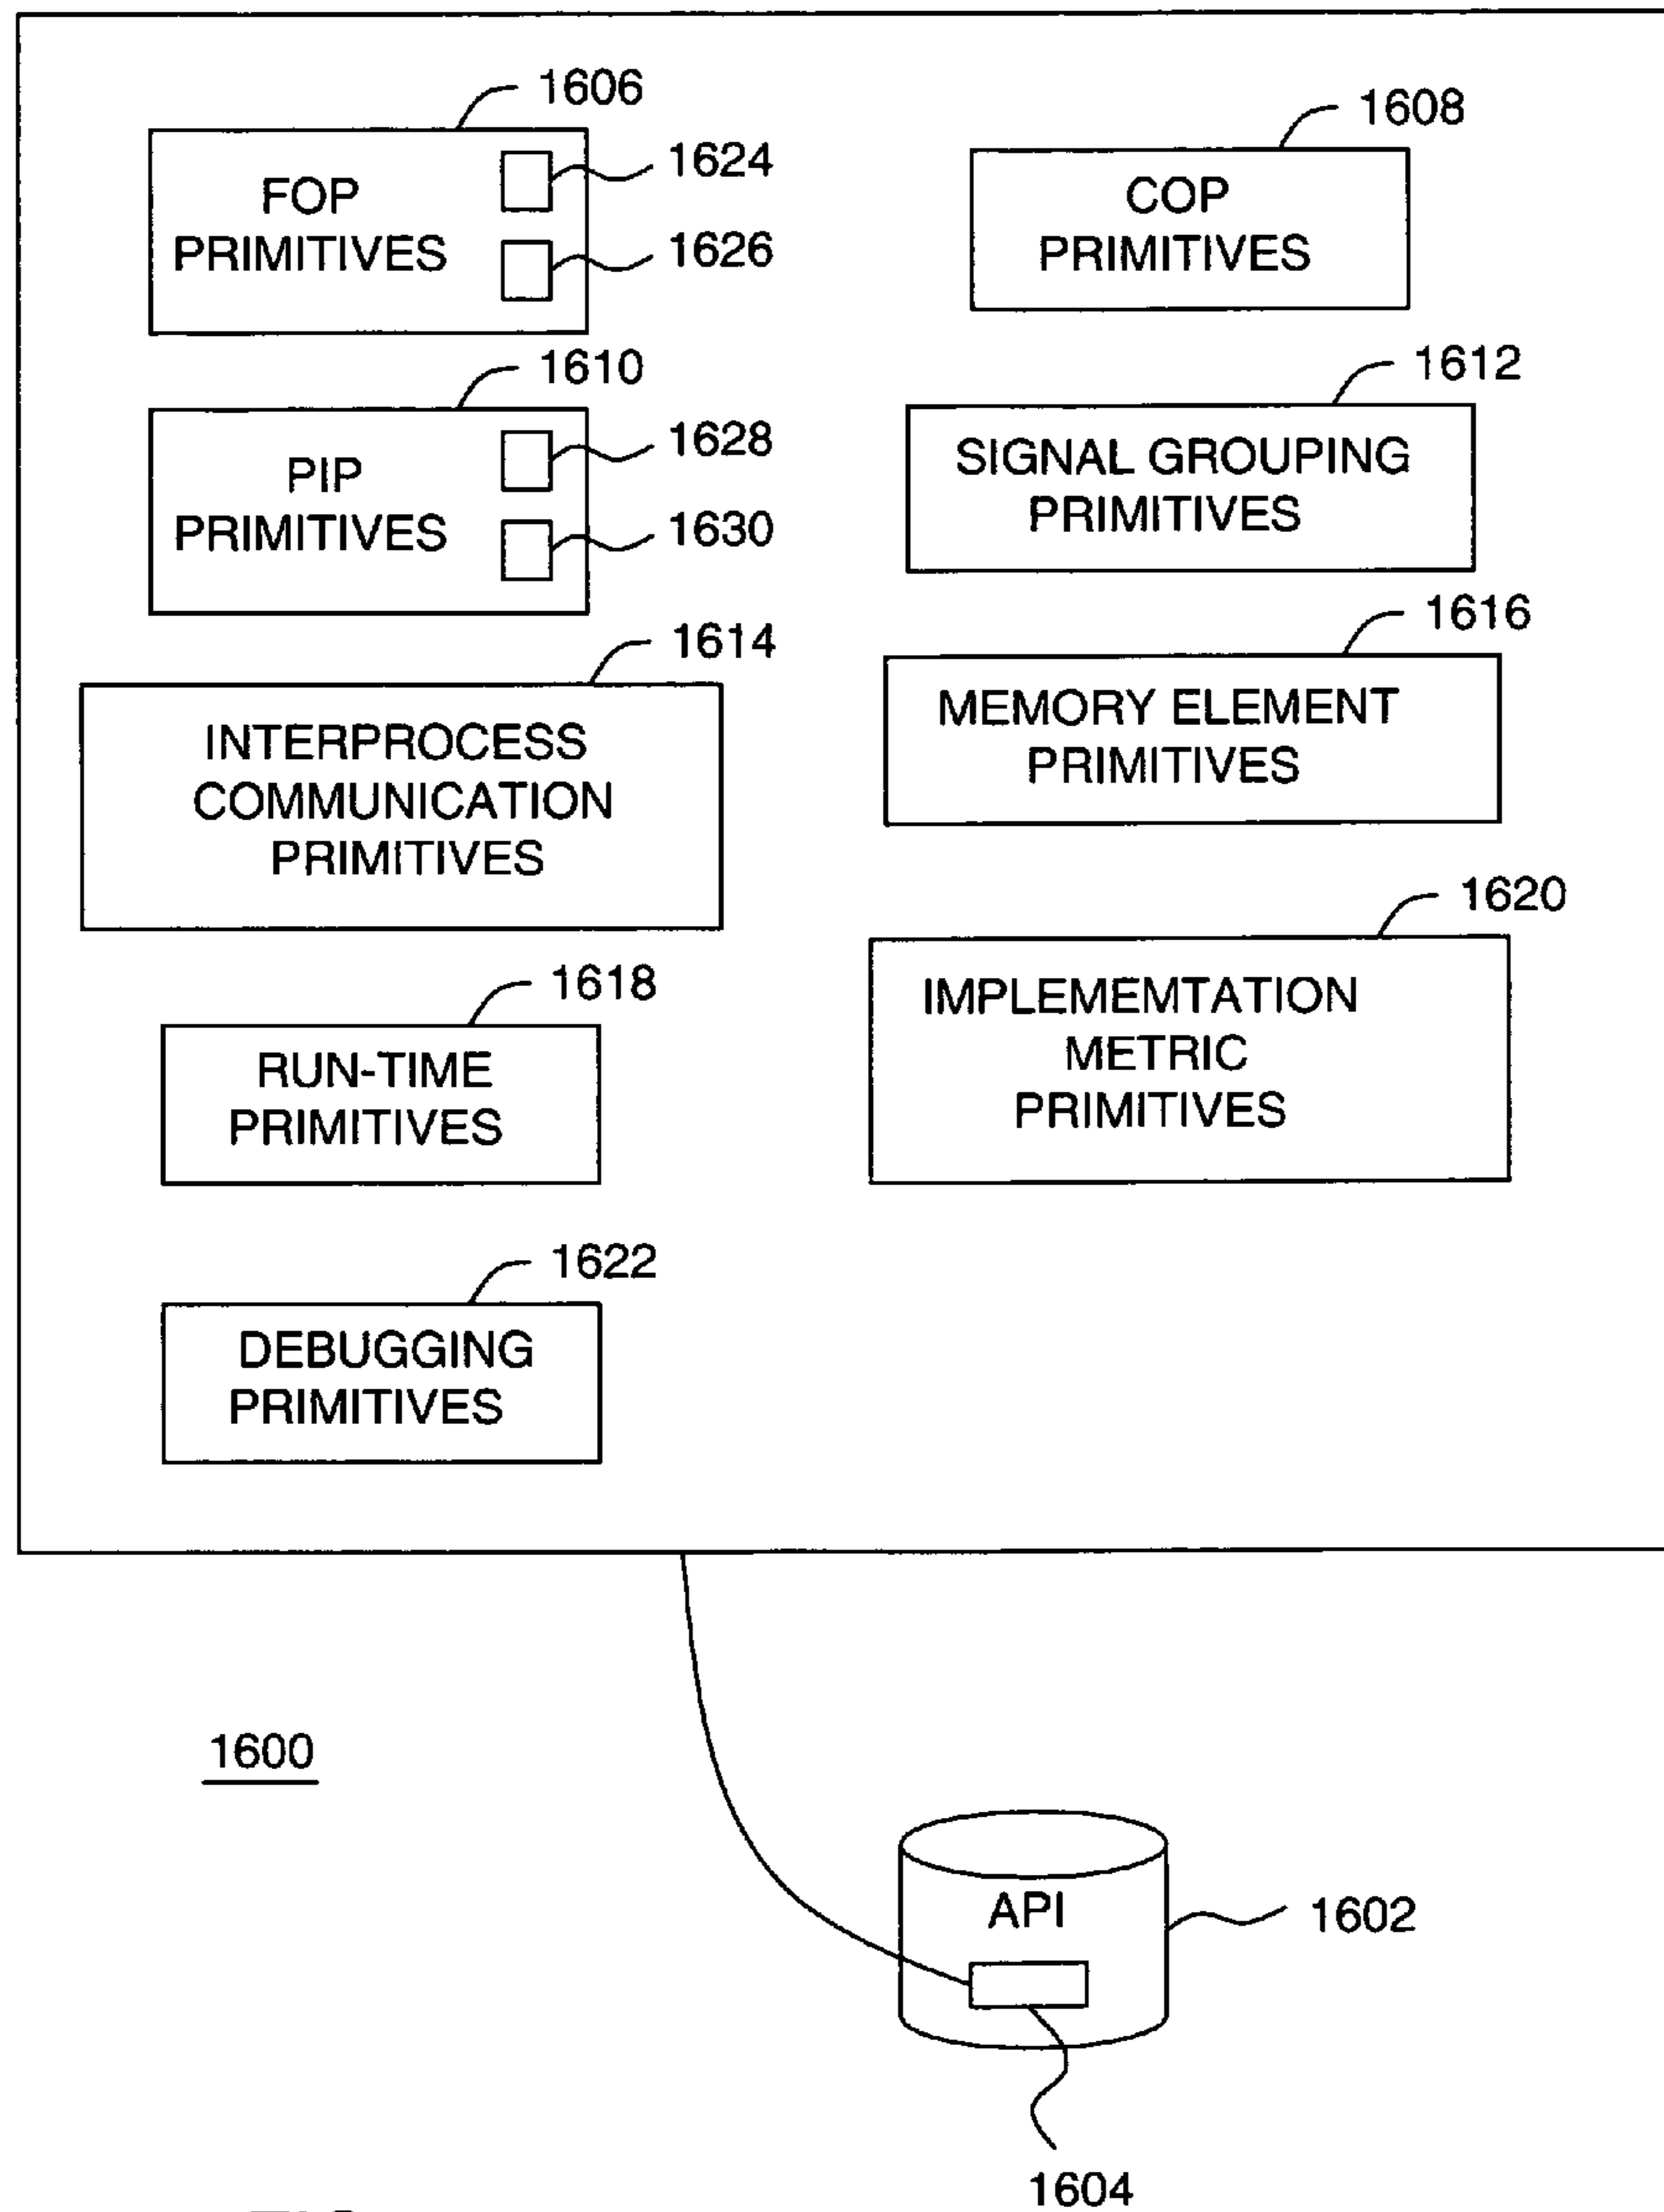 1606
1624
FOP
PRIMITIVES
1626
1608
COP
PRIMITIVES
1610
1628
PIP
PRIMITIVES
1630
1612
SIGNAL GROUPING
PRIMITIVES
1614
INTERPROCESS
COMMUNICATION
PRIMITIVES
1616
MEMORY ELEMENT
PRIMITIVES
1618
RUN-TIME
PRIMITIVES
1620
IMPLEMEMTATION
METRIC
PRIMITIVES
1622
DEBUGGING
PRIMITIVES
1600
API
1602
1604